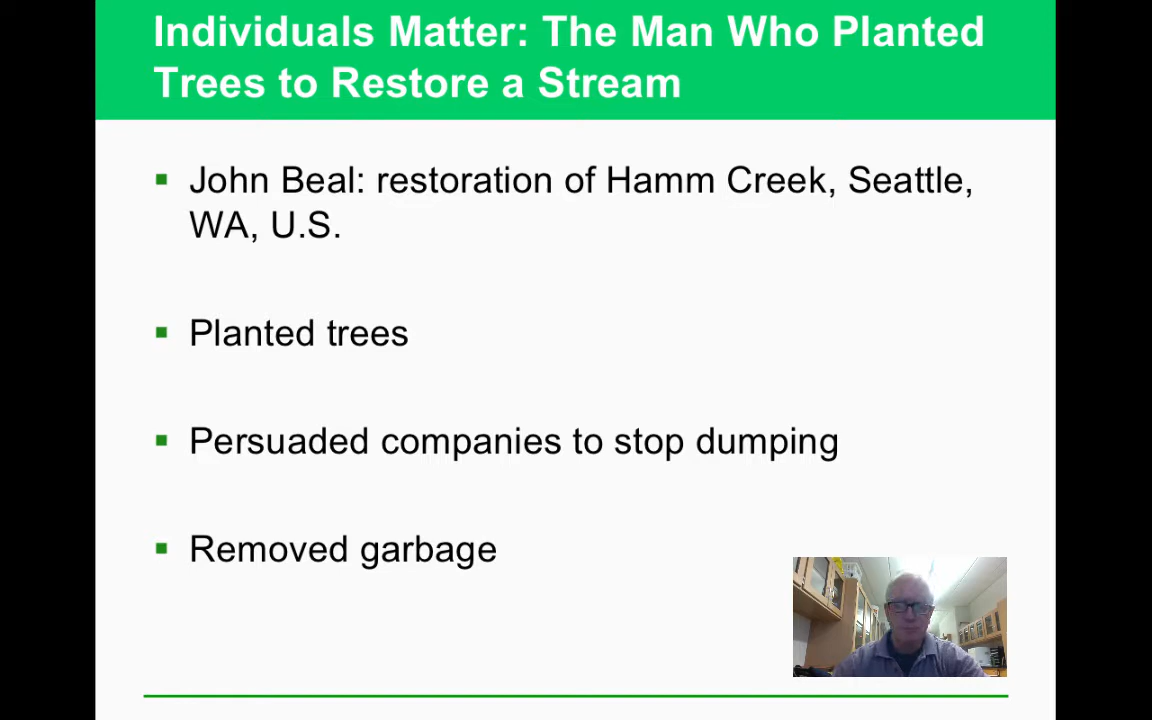 Individuals Matter: The Man Who Planted
Trees to Restore a Stream
John Beal: restoration of Hamm Creek, Seattle,
WA, U.S.
Planted trees
Persuaded companies to stop dumping
Removed garbage